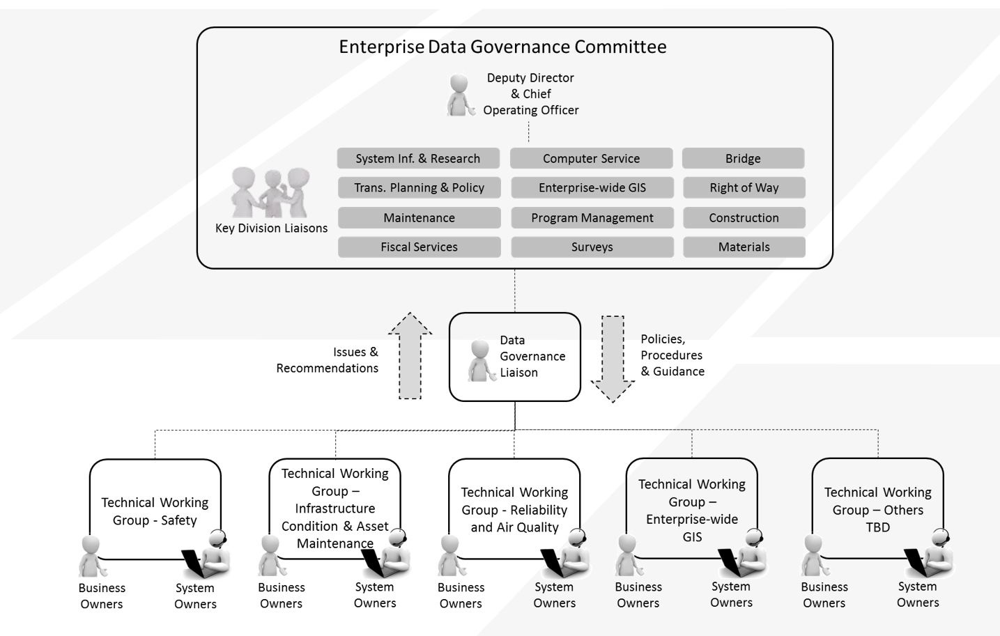 Enterprise Data Governance Committee
Deputy Director
& Chief
Operating Officer
System Inf. & Research
Computer Service
Bridge
Trans. Planning & Policy
Enterprise-wide GIS
Right of Way
Maintenance
Program Management
Construction
Key Division Liaisons
Fiscal Services
Surveys
Materials
Issues &
Recommendations
Data
Governance
Liaison
Policies,
Procedures
& Guidance
Technical Working
Group - Safety
Technical Working
Group –
Infrastructure
Condition & Asset
Maintenance
Technical Working
Group - Reliability
and Air Quality
Technical Working
Group –
Enterprise-wide
GIS
Technical Working
Group – Others
TBD
Business
Owners
System
Owners
Business
Owners
System
Owners
Business
Owners
System
Owners
Business
Owners
System
Owners
Business
Owners
System
Owners